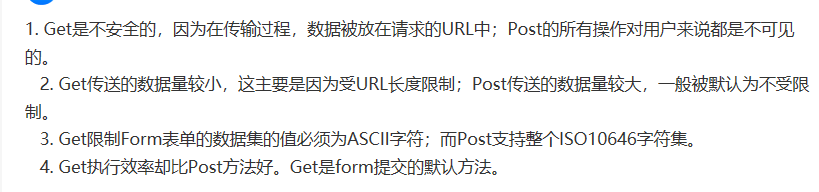 1. Get是不安全的，因为在传输过程，数据被放在请求的URL中；Post的所有操作对用户来说都是不可见
的。
2. Get传送的数据量较小，这主要是因为受URL长度限制；Post传送的数据量较大，一般被默认为不受限
制。
3. Get限制Form表单的数据集的值必须为ASCII字符；而Post支持整个ISO10646字符集。
4. Get执行效率却比Post方法好。Get是form提交的默认方法。